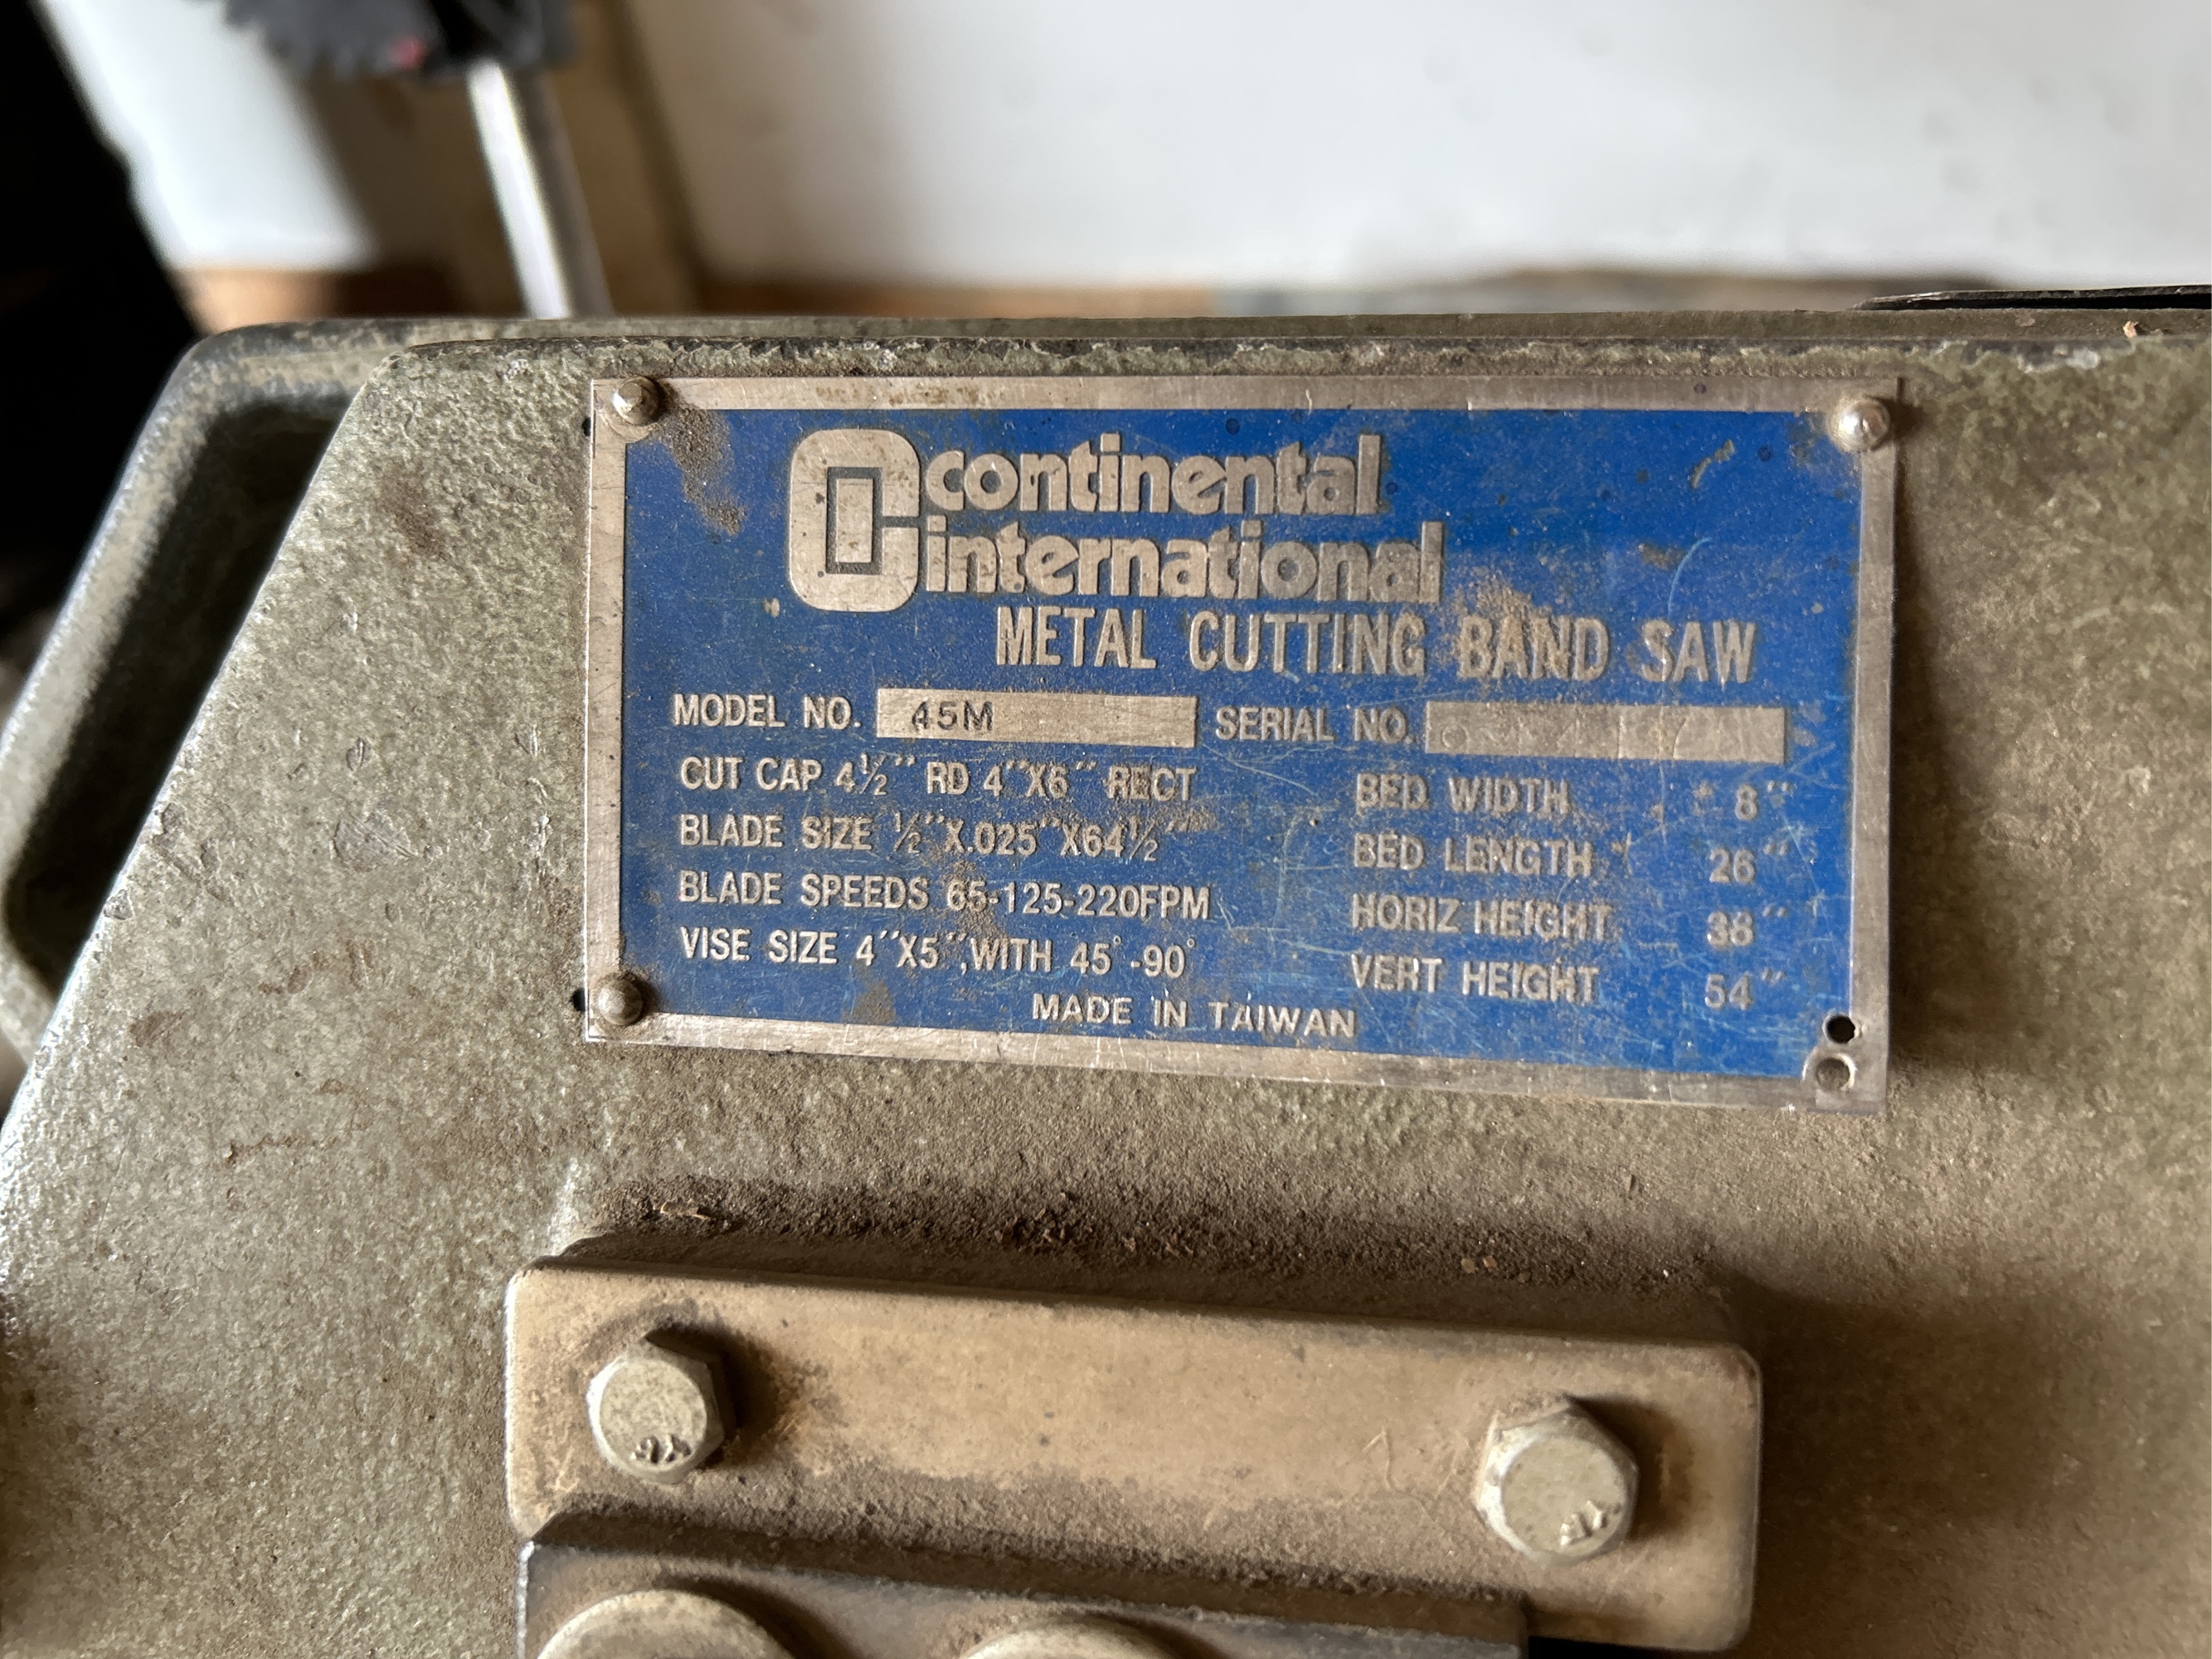 continental
international
METAL CUTTING BAND SAW
MODEL NO. 45M SERIAL NO.
CUT CAP 4½" RD 4"X6" RECT
BLADE SIZE ½"X.025"X64½"
BLADE SPEEDS 65-125-220FPM
VISE SIZE 4"X5",WITH 45°-90°
BED WIDTH 8"
BED LENGTH 26"
HORIZ HEIGHT 38"
VERT HEIGHT 54"
MADE IN TAIWAN